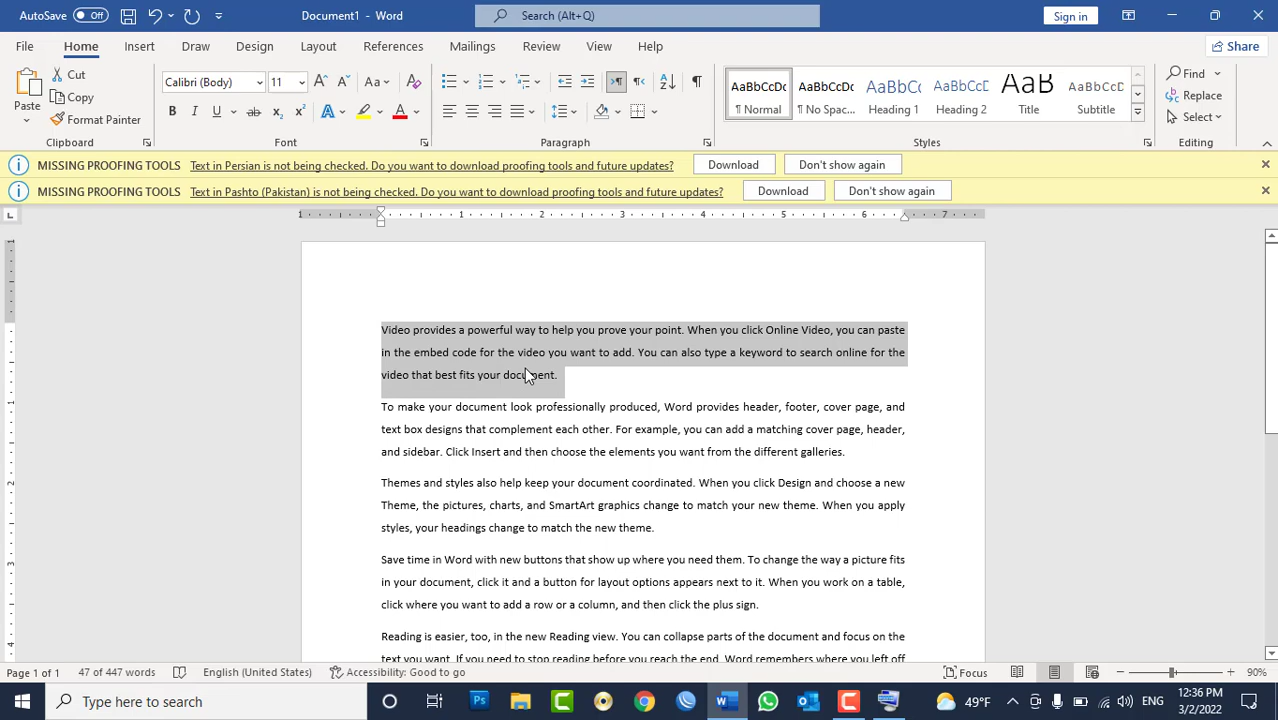 AutoSave Off Document1 - Word Search (Alt+Q) Sign in
File Home Insert Draw Design Layout References Mailings Review View Help Share
Paste Cut Copy Format Painter
Calibri (Body) 11 Aa
B I U ab x₂ x² A A
AaBbCcDc AaBbCcDc AaBbCc AaBbCcD AaB AaBbCcD
¶ Normal ¶ No Spac... Heading 1 Heading 2 Title Subtitle
Find
Replace
Select
Clipboard Font Paragraph Styles Editing
MISSING PROOFING TOOLS Text in Persian is not being checked. Do you want to download proofing tools and future updates? Download Don't show again
MISSING PROOFING TOOLS Text in Pashto (Pakistan) is not being checked. Do you want to download proofing tools and future updates? Download Don't show again
1 1 2 3 4 5 6 7
Video provides a powerful way to help you prove your point. When you click Online Video, you can paste
in the embed code for the video you want to add. You can also type a keyword to search online for the
video that best fits your document.
To make your document look professionally produced, Word provides header, footer, cover page, and
text box designs that complement each other. For example, you can add a matching cover page, header,
and sidebar. Click Insert and then choose the elements you want from the different galleries.
Themes and styles also help keep your document coordinated. When you click Design and choose a new
Theme, the pictures, charts, and SmartArt graphics change to match your new theme. When you apply
styles, your headings change to match the new theme.
Save time in Word with new buttons that show up where you need them. To change the way a picture fits
in your document, click it and a button for layout options appears next to it. When you work on a table,
click where you want to add a row or a column, and then click the plus sign.
Reading is easier, too, in the new Reading view. You can collapse parts of the document and focus on the
text you want. If you need to stop reading before you reach the end, Word remembers where you left off
Page 1 of 1 47 of 447 words English (United States) Accessibility: Good to go Focus 90%
Type here to search Ps 49°F ENG 12:36 PM
3/2/2022